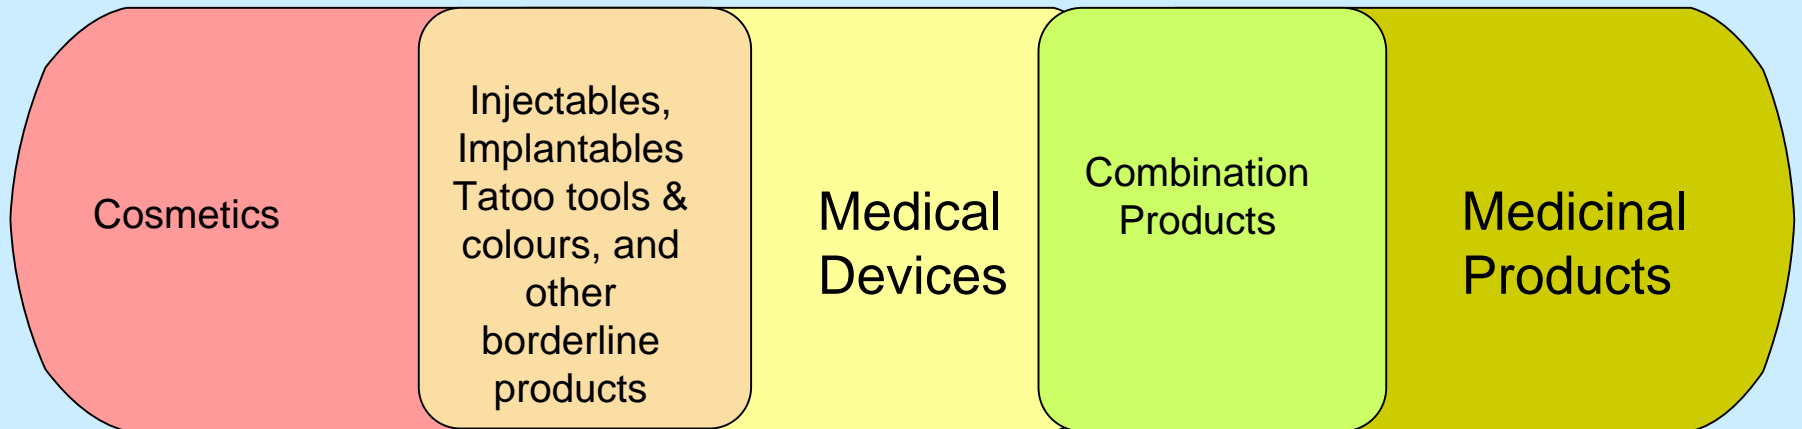 Cosmetics
Injectables,
Implantables
Tatoo tools &
colours, and
other
borderline
products
Medical
Devices
Combination
Products
Medicinal
Products